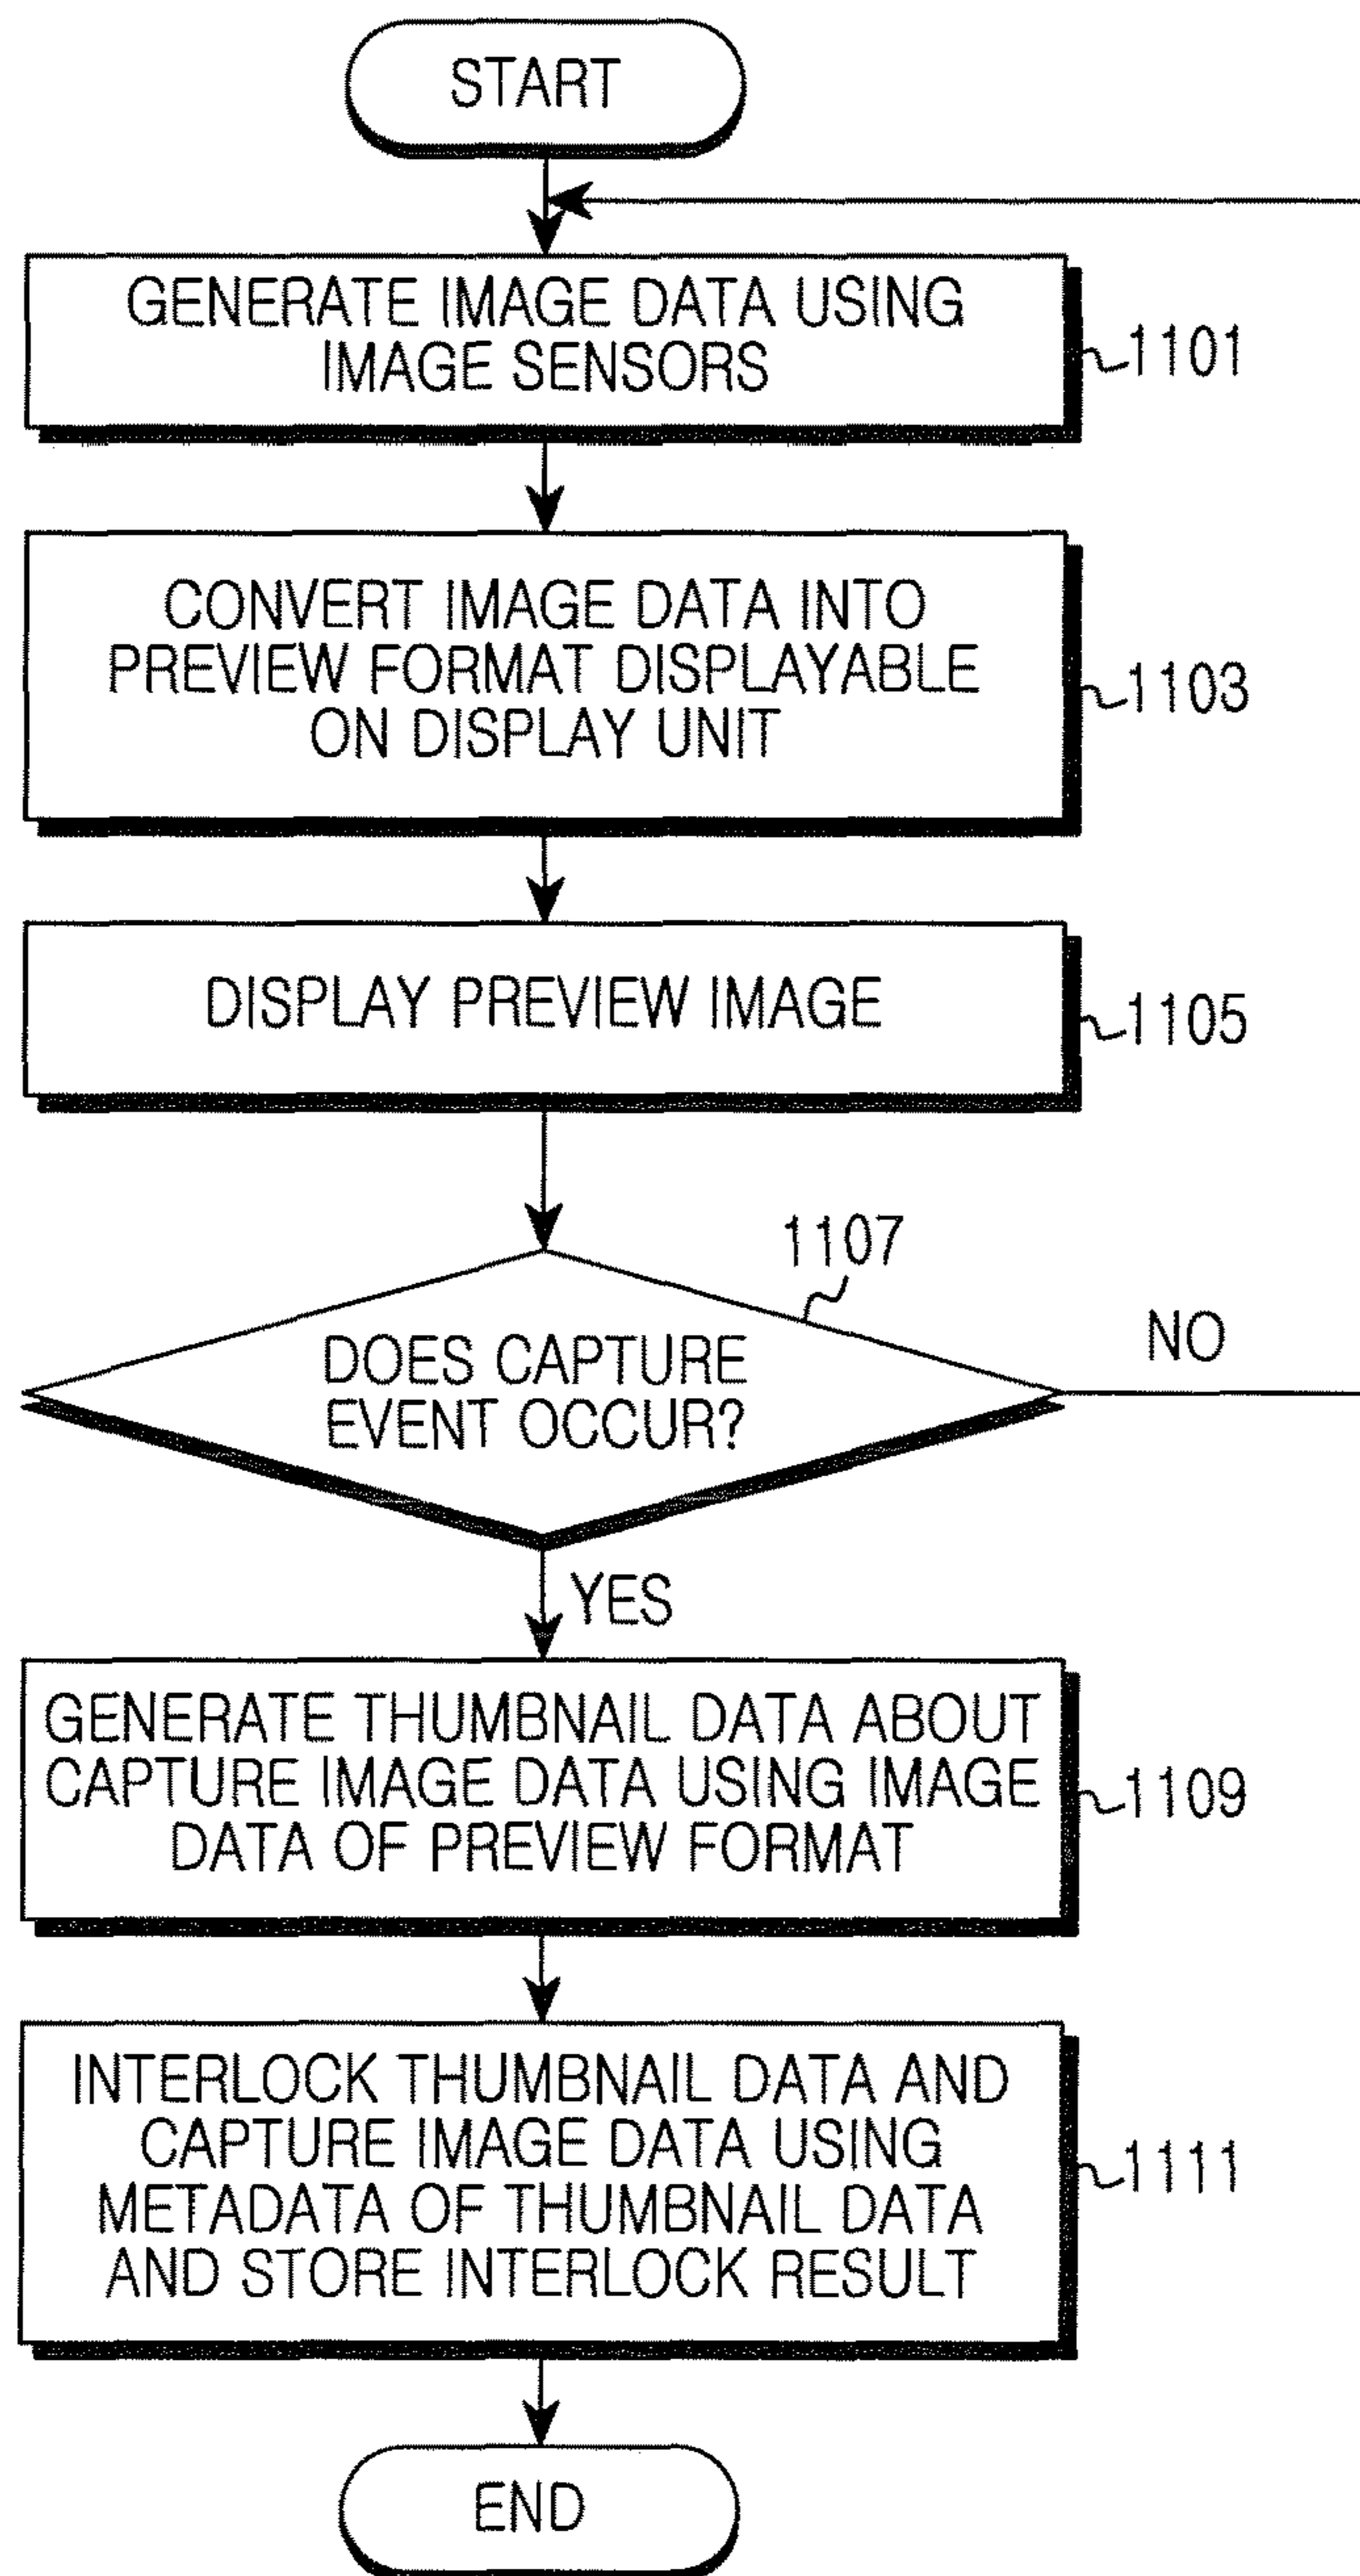 START
GENERATE IMAGE DATA USING
IMAGE SENSORS
1101
CONVERT IMAGE DATA INTO
PREVIEW FORMAT DISPLAYABLE
ON DISPLAY UNIT
1103
DISPLAY PREVIEW IMAGE
1105
1107
DOES CAPTURE
EVENT OCCUR?
NO
YES
GENERATE THUMBNAIL DATA ABOUT
CAPTURE IMAGE DATA USING IMAGE
DATA OF PREVIEW FORMAT
1109
INTERLOCK THUMBNAIL DATA AND
CAPTURE IMAGE DATA USING
METADATA OF THUMBNAIL DATA
AND STORE INTERLOCK RESULT
1111
END